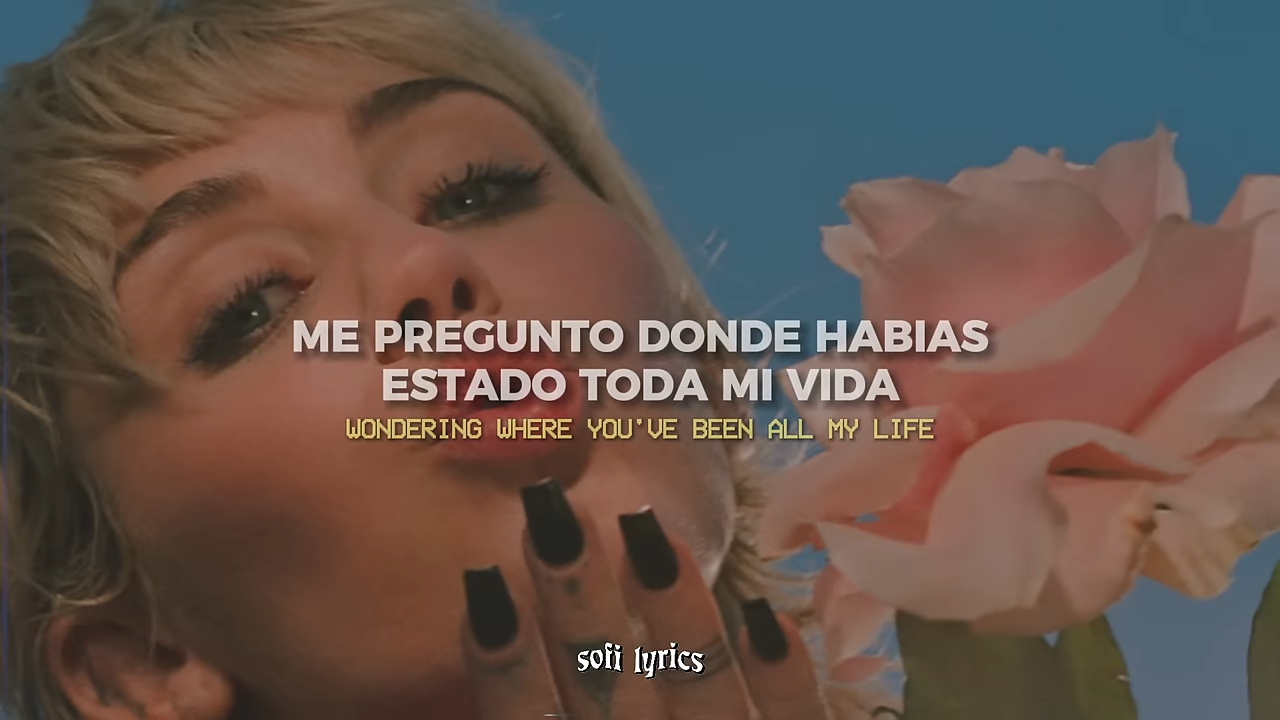 ME PREGUNTO DONDE HABIAS
ESTADO TODA MI VIDA
WONDERING WHERE YOU'VE BEEN ALL MY LIFE
sofi lyrics